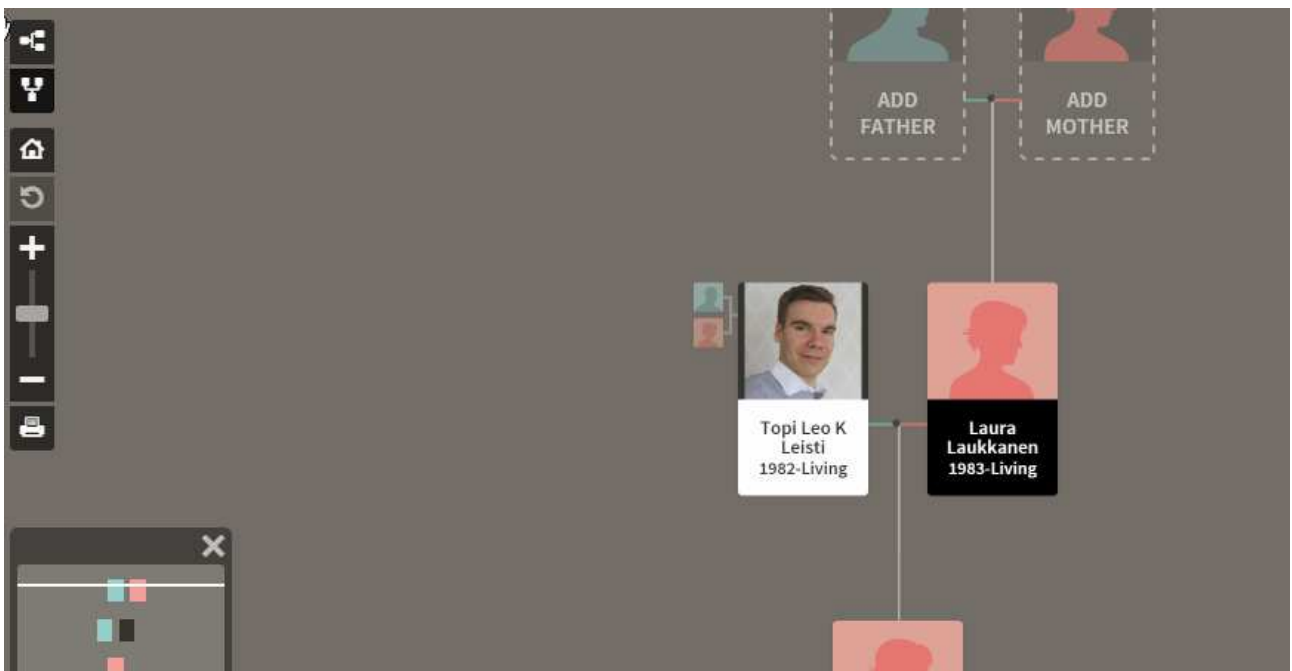 ADD
FATHER
ADD
MOTHER
Topi Leo K
Leisti
1982-Living
Laura
Laukkanen
1983-Living